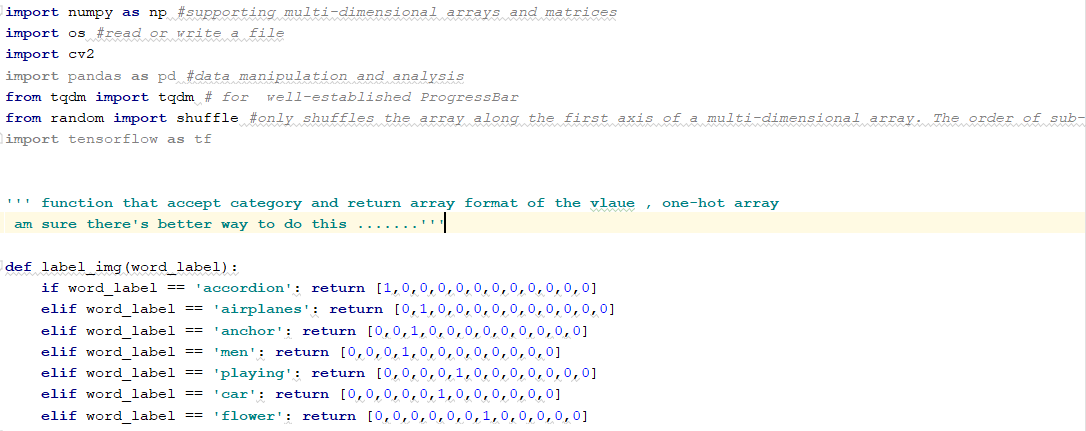 import numpy as np #supporting multi-dimensional arrays and matrices
import os #read or write a file
import cv2
import pandas as pd #data manipulation and analysis
from tqdm import tqdm # for  well-established ProgressBar
from random import shuffle #only shuffles the array along the first axis of a multi-dimensional array. The order of sub-
import tensorflow as tf
''' function that accept category and return array format of the vlaue , one-hot array
am sure there's better way to do this .......'''
def label_img(word_label):
if word_label == 'accordion': return [1,0,0,0,0,0,0,0,0,0,0,0]
elif word_label == 'airplanes': return [0,1,0,0,0,0,0,0,0,0,0,0]
elif word_label == 'anchor': return [0,0,1,0,0,0,0,0,0,0,0,0]
elif word_label == 'men': return [0,0,0,1,0,0,0,0,0,0,0,0]
elif word_label == 'playing': return [0,0,0,0,1,0,0,0,0,0,0,0]
elif word_label == 'car': return [0,0,0,0,0,1,0,0,0,0,0,0]
elif word_label == 'flower': return [0,0,0,0,0,0,1,0,0,0,0,0]